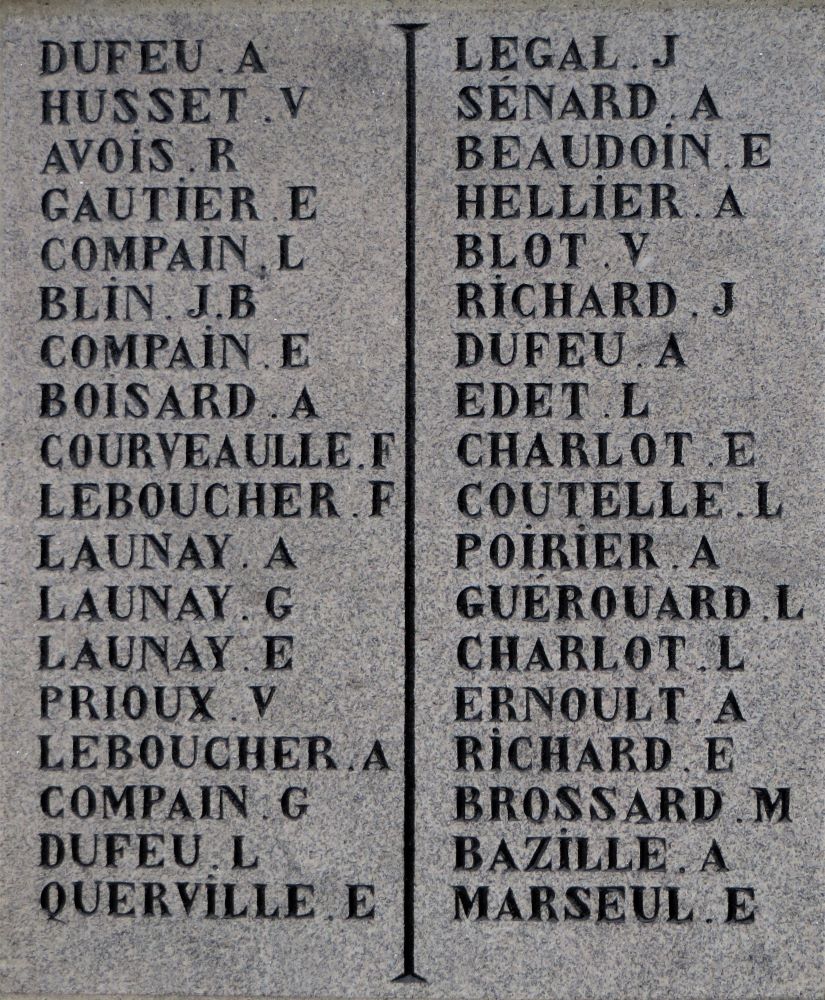 DUFEU.A
HUSSET.V
AVOIS.R
GAUTIER.E
COMPAIN.L
BLIN.J.B
COMPAIN.E
BOISARD.A
COURVEAULLE.F
LEBOUCHER.F
LAUNAY.A
LAUNAY.G
LAUNAY.E
PRIOUX.V
LEBOUCHER.A
COMPAIN.G
DUFEU.L
QUERVILLE.E
LEGAL.J
SÉNARD.A
BEAUDOIN.E
HELLIER.A
BLOT.V
RICHARD.J
DUFEU.A
EDET.L
CHARLOT.E
COUTELLE.L
POIRIER.A
GUÉROUARD.L
CHARLOT.L
ERNOULT.A
RICHARD.E
BROSSARD.M
BAZILLE.A
MARSEUL.E